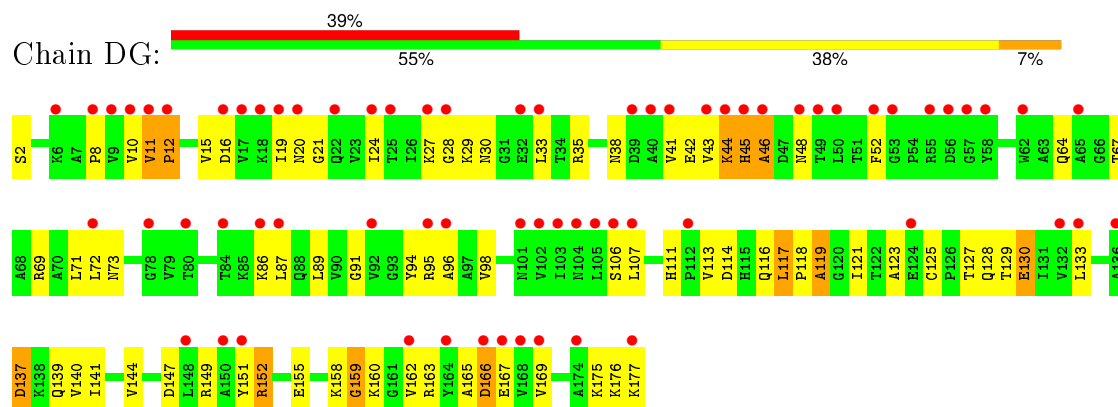 39%
Chain DG:
55% 38% 7%
S2 K6 A7 P8 V9 V10 V11 P12 V15 D16 V17 K18 I19 N20 G21 Q22 V23 I24 T25 I26 K27 G28 K29 N30 G31 E32 L33 T34 R35 N38 D39 A40 V41 E42 V43 K44 H45 A46 D47 N48 T49 L50 T51 F52 G53 P54 R55 D56 G57 Y58 W62 A63 Q64 A65 G66 T67
A68 R69 A70 L71 L72 N73 G78 V79 T80 T84 K85 K86 L87 Q88 L89 V90 G91 V92 G93 Y94 R95 A96 A97 V98 N101 V102 I103 N104 L105 S106 L107 H111 P112 V113 D114 H115 Q116 L117 P118 A119 G120 I121 T122 A123 E124 C125 P126 T127 Q128 T129 E130 I131 V132 L133 A136
D137 K138 Q139 V140 I141 V144 D147 L148 R149 A150 Y151 R152 E155 K158 G159 K160 G161 V162 R163 Y164 A165 D166 E167 V168 V169 A174 K175 K176 K177